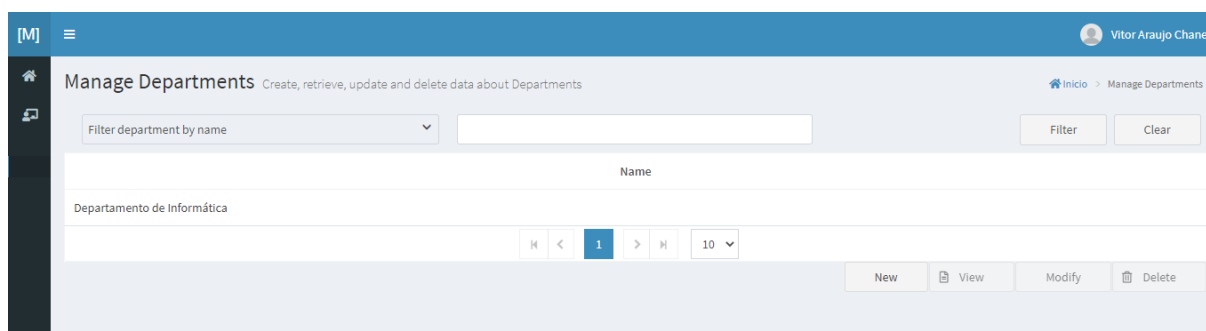 [M] Vitor Araujo Chane
Manage Departments Create, retrieve, update and delete data about Departments Inicio > Manage Departments
Filter department by name Filter Clear
Name
Departamento de Informática
1 10
New View Modify Delete